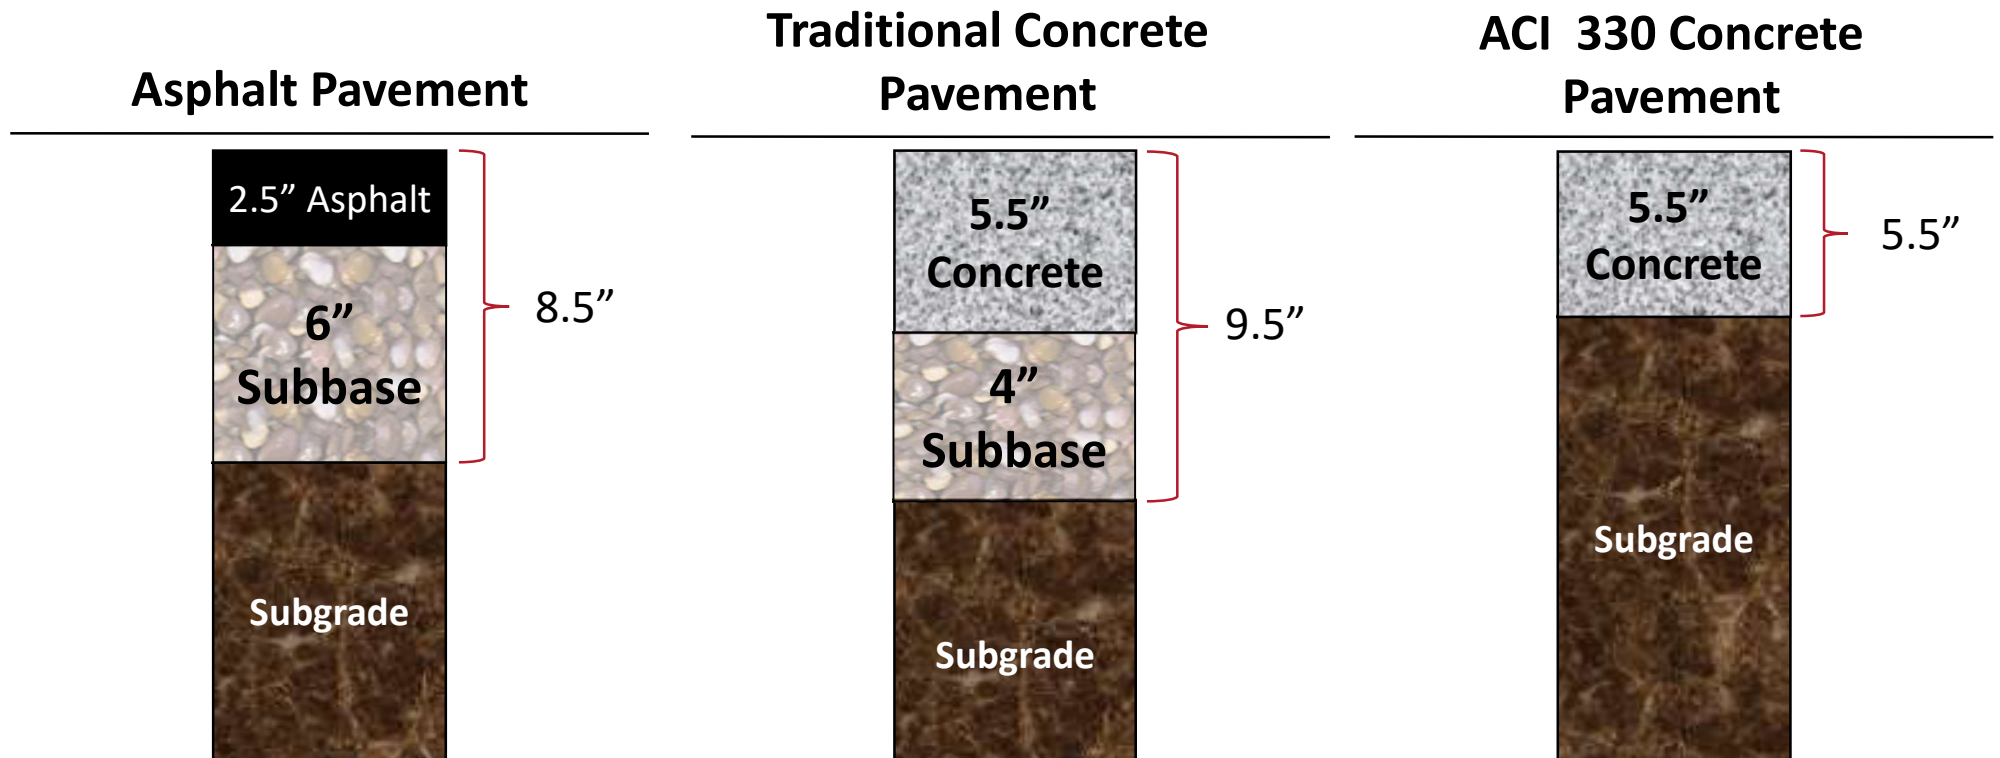 Asphalt Pavement
2.5” Asphalt
6”
Subbase
Subgrade
8.5”
Traditional Concrete
Pavement
5.5”
Concrete
4”
Subbase
Subgrade
9.5”
ACI  330 Concrete
Pavement
5.5”
Concrete
Subgrade
5.5”